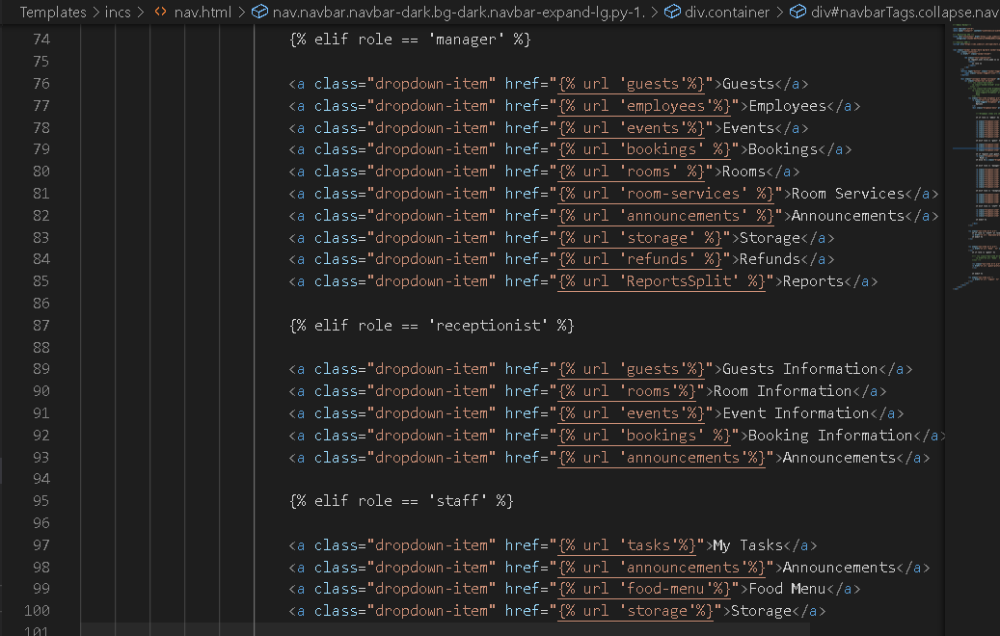 Templates > incs > <> nav.html > nav.navbar.navbar-dark.bg-dark.navbar-expand-lg.py-1. > div.container > div#navbarTags.collapse.nav
74 {% elif role == 'manager' %}
75
76 <a class="dropdown-item" href="{% url 'guests'%}">Guests</a>
77 <a class="dropdown-item" href="{% url 'employees'%}">Employees</a>
78 <a class="dropdown-item" href="{% url 'events'%}">Events</a>
79 <a class="dropdown-item" href="{% url 'bookings' %}">Bookings</a>
80 <a class="dropdown-item" href="{% url 'rooms' %}">Rooms</a>
81 <a class="dropdown-item" href="{% url 'room-services' %}">Room Services</a>
82 <a class="dropdown-item" href="{% url 'announcements' %}">Announcements</a>
83 <a class="dropdown-item" href="{% url 'storage' %}">Storage</a>
84 <a class="dropdown-item" href="{% url 'refunds' %}">Refunds</a>
85 <a class="dropdown-item" href="{% url 'ReportsSplit' %}">Reports</a>
86
87 {% elif role == 'receptionist' %}
88
89 <a class="dropdown-item" href="{% url 'guests'%}">Guests Information</a>
90 <a class="dropdown-item" href="{% url 'rooms'%}">Room Information</a>
91 <a class="dropdown-item" href="{% url 'events'%}">Event Information</a>
92 <a class="dropdown-item" href="{% url 'bookings' %}">Booking Information</a>
93 <a class="dropdown-item" href="{% url 'announcements'%}">Announcements</a>
94
95 {% elif role == 'staff' %}
96
97 <a class="dropdown-item" href="{% url 'tasks'%}">My Tasks</a>
98 <a class="dropdown-item" href="{% url 'announcements'%}">Announcements</a>
99 <a class="dropdown-item" href="{% url 'food-menu'%}">Food Menu</a>
100 <a class="dropdown-item" href="{% url 'storage'%}">Storage</a>
101